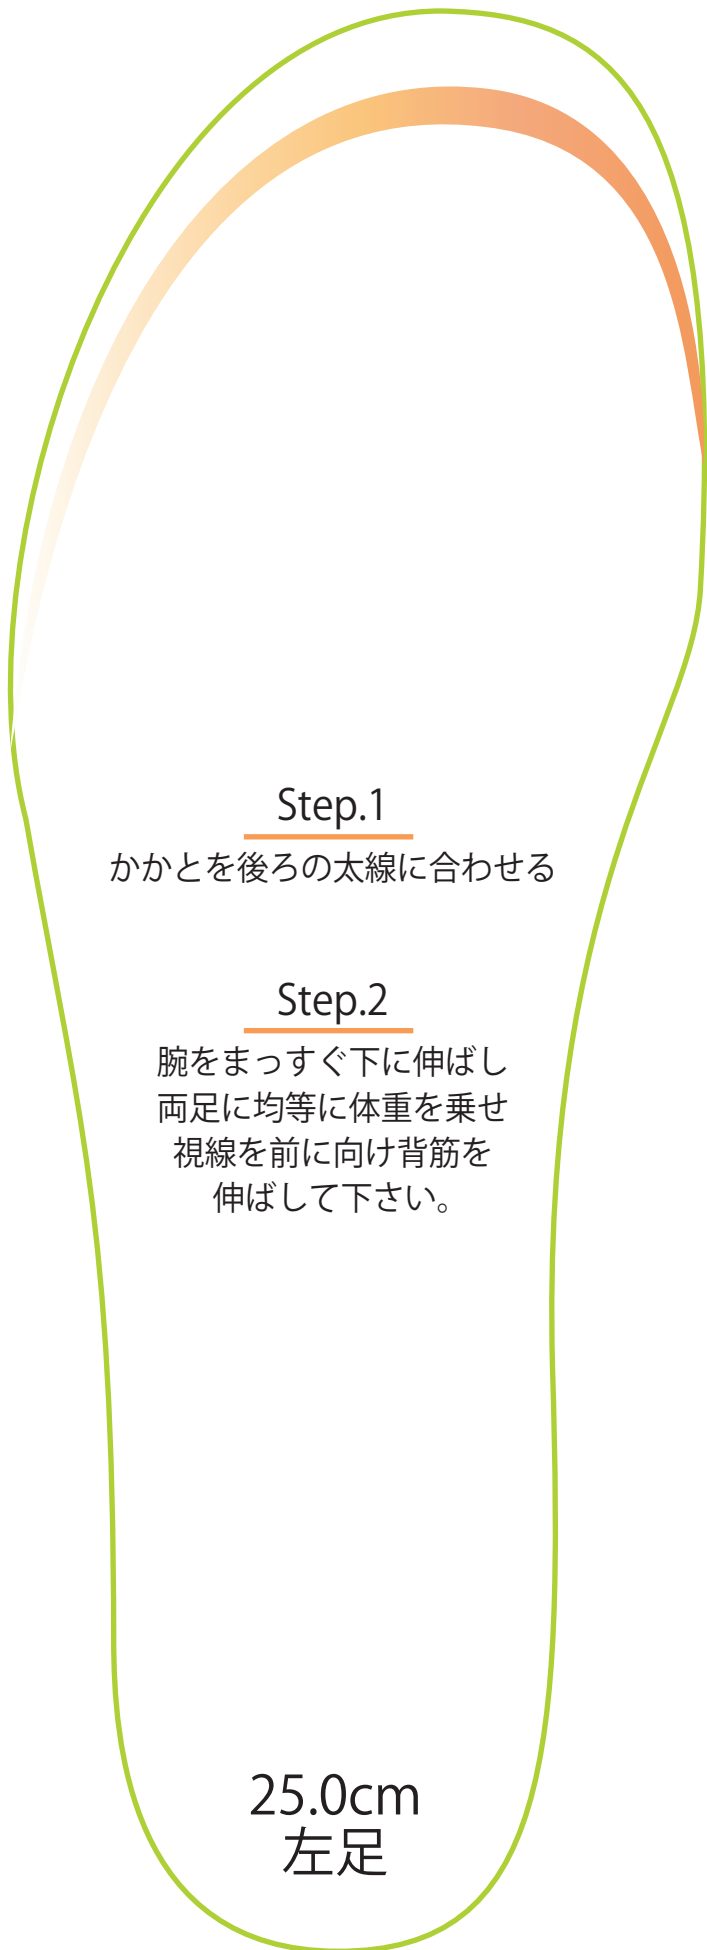 Step.1
かかとを後ろの太線に合わせる
Step.2
腕をまっすぐ下に伸ばし
両足に均等に体重を乗せ
視線を前に向け背筋を
伸ばして下さい。
25.0cm
左足